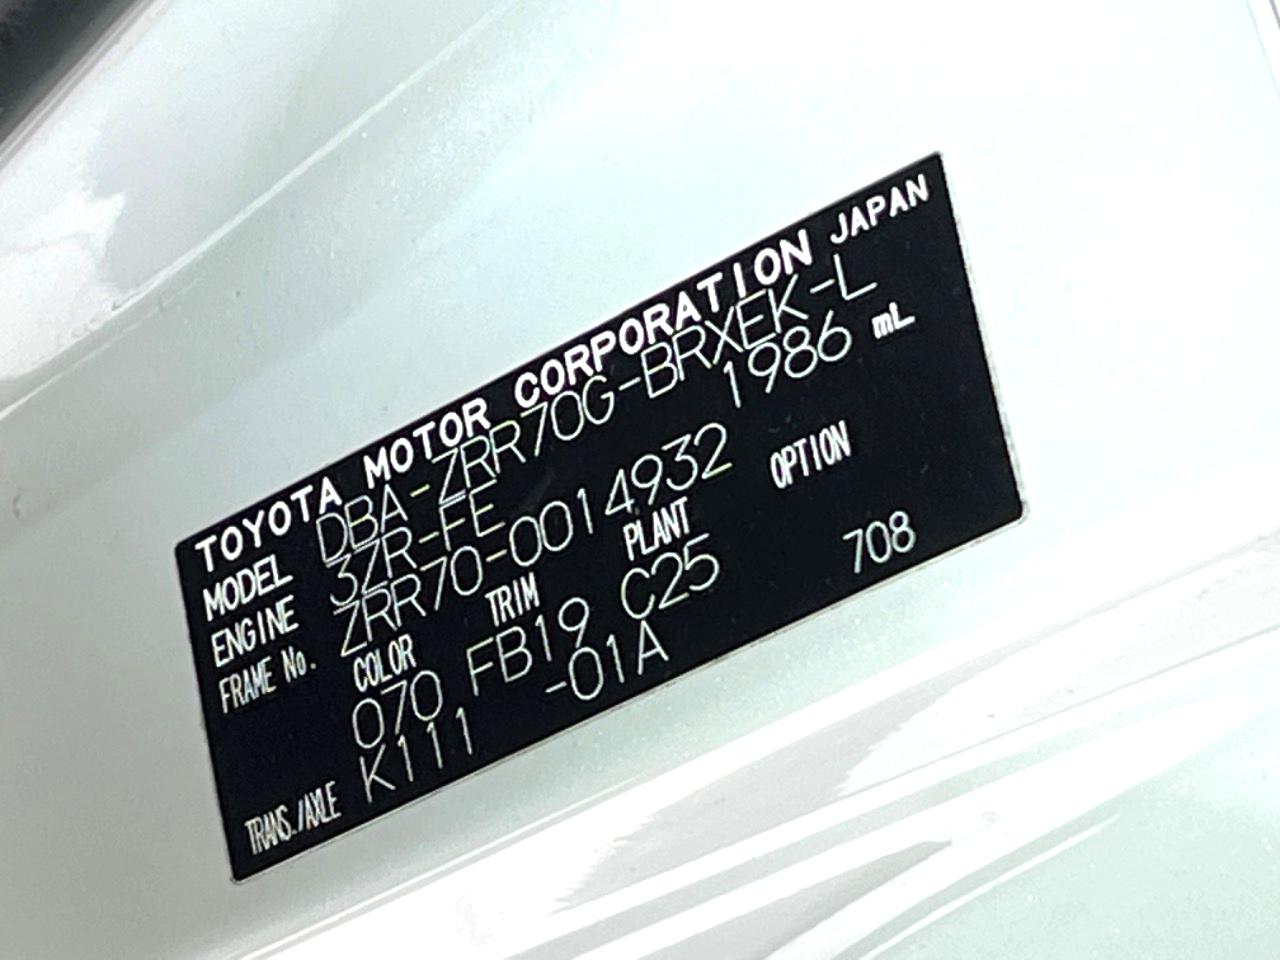 TOYOTA MOTOR CORPORATION JAPAN
MODEL DBA-ZRR70G-BRXEK-L
ENGINE 3ZR-FE 1986 mL
FRAME No. ZRR70-0014932
COLOR TRIM PLANT OPTION
070 FB19 C25 708
TRANS./AXLE K111 -01A